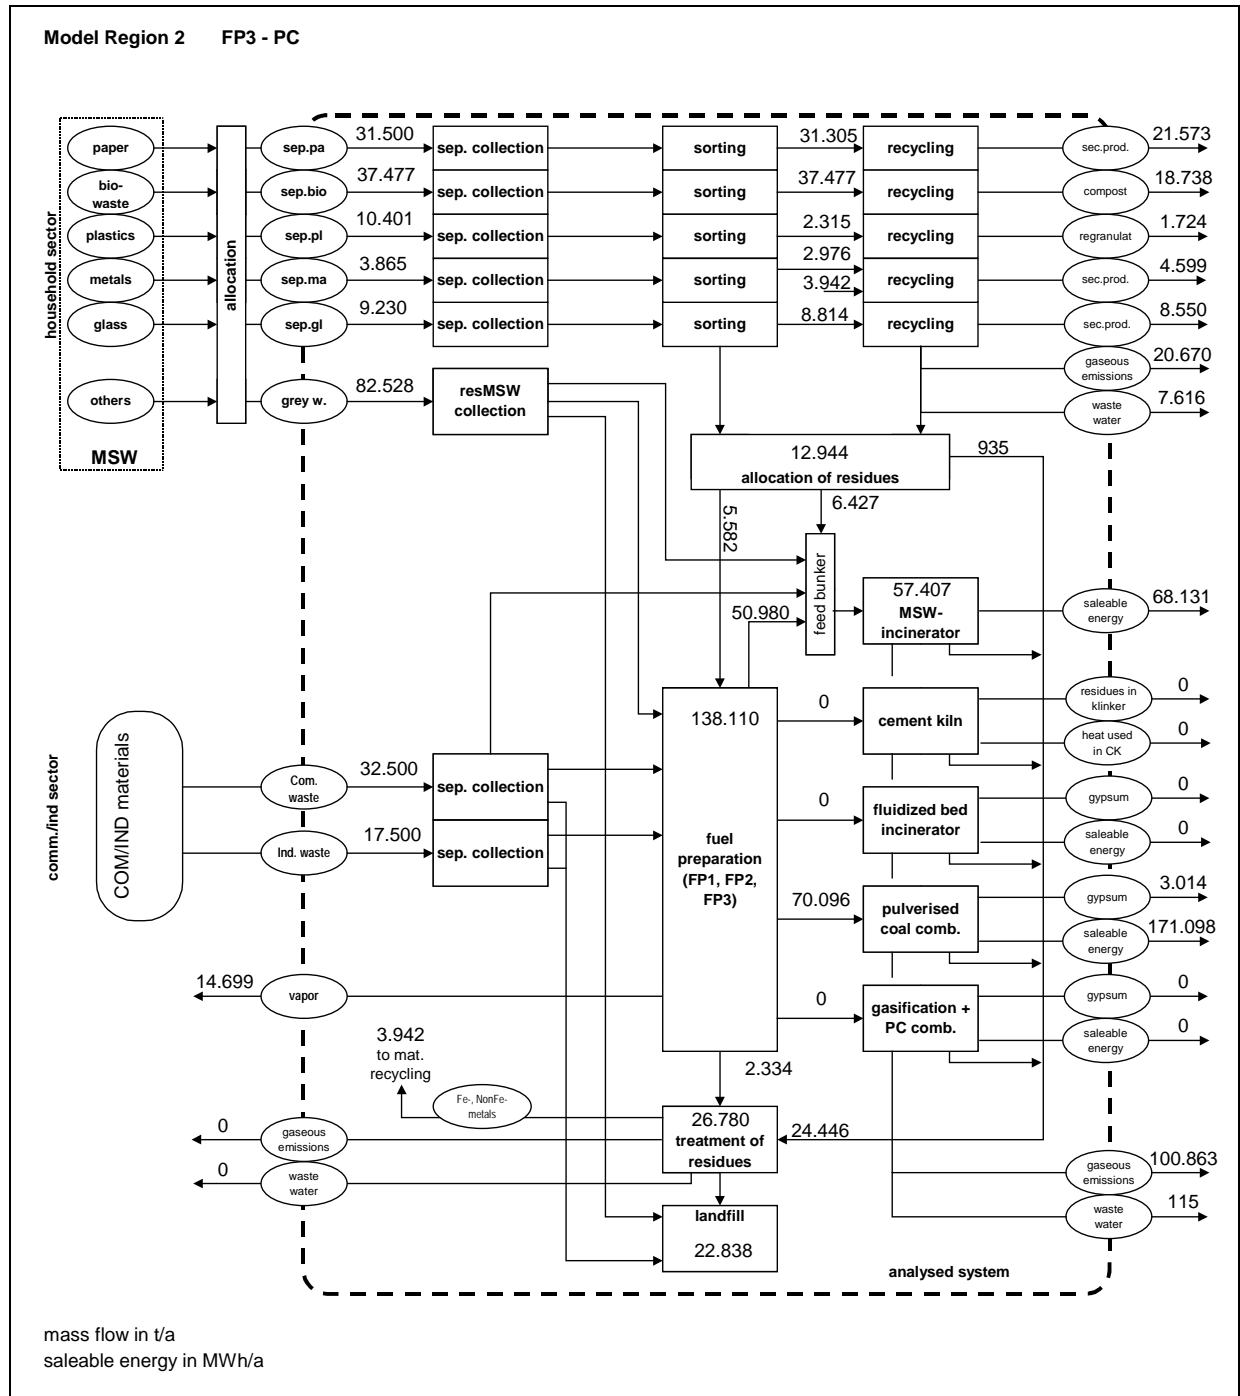 Model Region 2 FP3 - PC
household sector
paper
bio-
waste
plastics
metals
glass
others
MSW
allocation
sep.pa
sep.bio
sep.pl
sep.ma
sep.gl
grey w.
31.500
37.477
10.401
3.865
9.230
82.528
sep. collection
sep. collection
sep. collection
sep. collection
sep. collection
resMSW
collection
sorting
sorting
sorting
sorting
sorting
31.305
37.477
2.315
2.976
3.942
8.814
recycling
recycling
recycling
recycling
recycling
sec.prod.
21.573
compost
18.738
regranulat
1.724
sec.prod.
4.599
sec.prod.
8.550
gaseous
emissions
20.670
waste
water
7.616
12.944
allocation of residues
935
5.582
6.427
feed bunker
50.980
57.407
MSW-
incinerator
saleable
energy
68.131
138.110
fuel
preparation
(FP1, FP2,
FP3)
0
cement kiln
residues in
klinker
0
heat used
in CK
0
0
fluidized bed
incinerator
gypsum
0
saleable
energy
0
70.096
pulverised
coal comb.
gypsum
3.014
saleable
energy
171.098
0
gasification +
PC comb.
gypsum
0
saleable
energy
0
comm./ind sector
COM/IND materials
Com.
waste
32.500
sep. collection
Ind. waste
17.500
sep. collection
14.699
vapor
3.942
to mat.
recycling
Fe-, NonFe-
metals
2.334
26.780
treatment of
residues
24.446
0
gaseous
emissions
0
waste
water
landfill
22.838
gaseous
emissions
100.863
waste
water
115
analysed system
mass flow in t/a
saleable energy in MWh/a